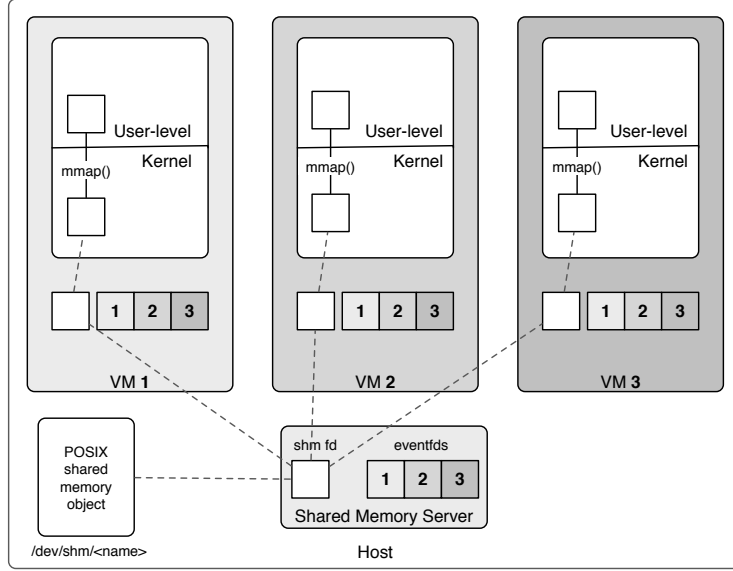 User-level
Kernel
mmap()
1 2 3
VM 1
User-level
Kernel
mmap()
1 2 3
VM 2
User-level
Kernel
mmap()
1 2 3
VM 3
POSIX
shared
memory
object
/dev/shm/<name>
shm fd eventfds
1 2 3
Shared Memory Server
Host